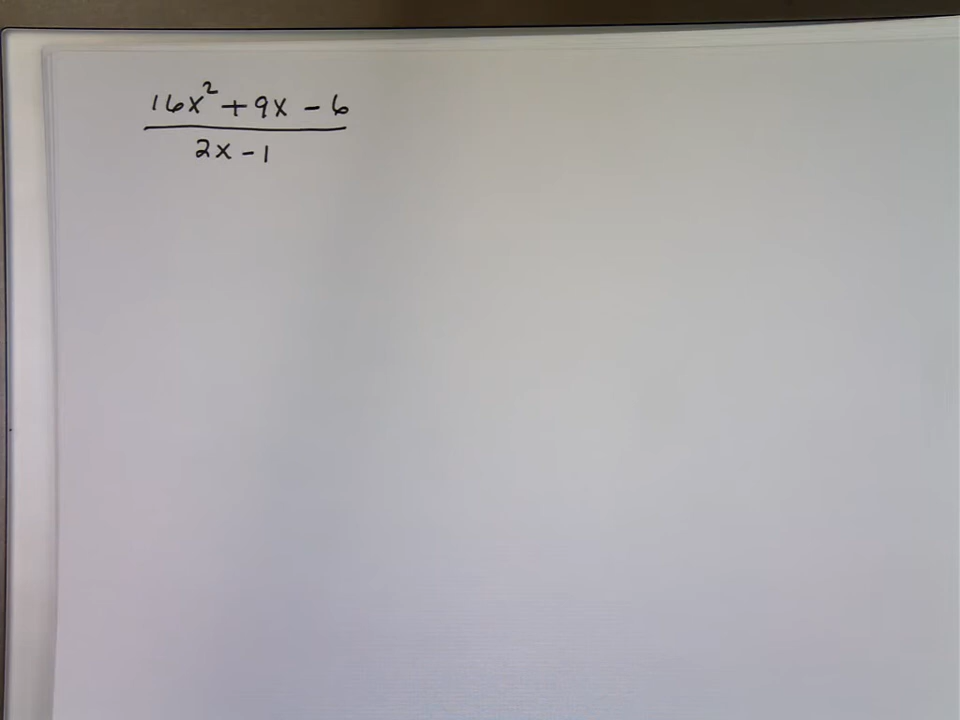 16x² + 9x - 6
2x - 1